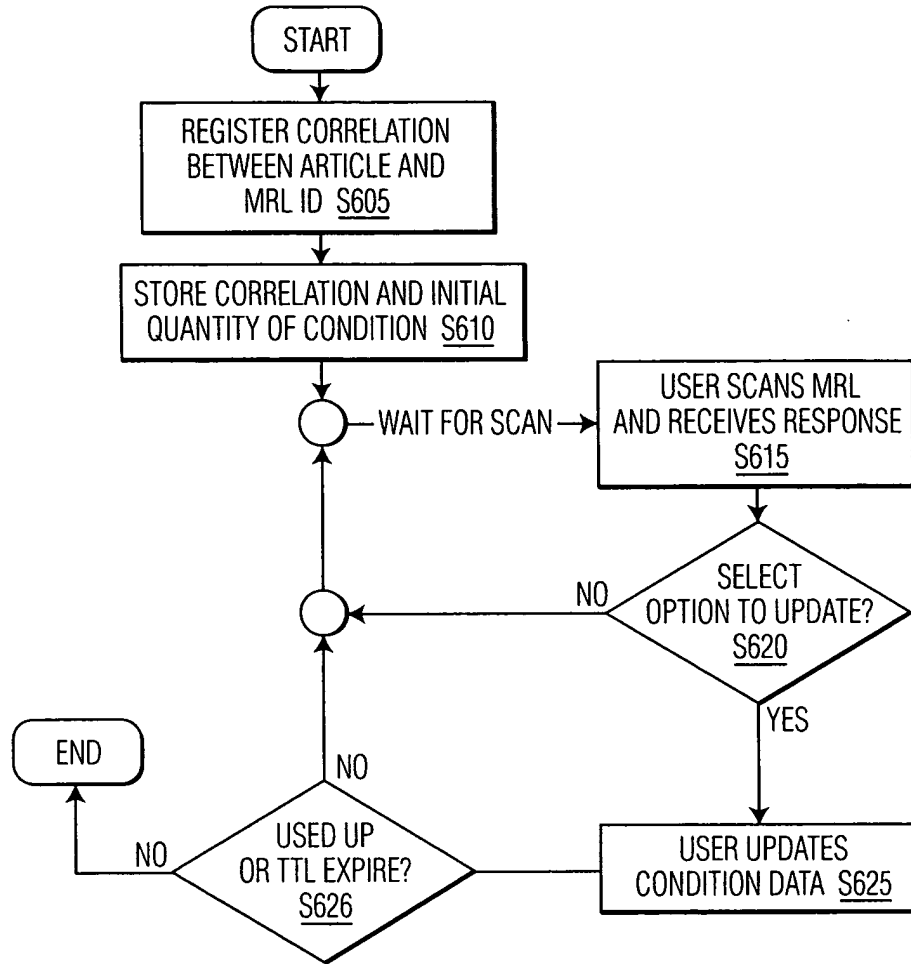 START
REGISTER CORRELATION
BETWEEN ARTICLE AND
MRL ID S605
STORE CORRELATION AND INITIAL
QUANTITY OF CONDITION S610
WAIT FOR SCAN
USER SCANS MRL
AND RECEIVES RESPONSE
S615
SELECT
OPTION TO UPDATE?
S620
NO
YES
USER UPDATES
CONDITION DATA S625
USED UP
OR TTL EXPIRE?
S626
NO
NO
END